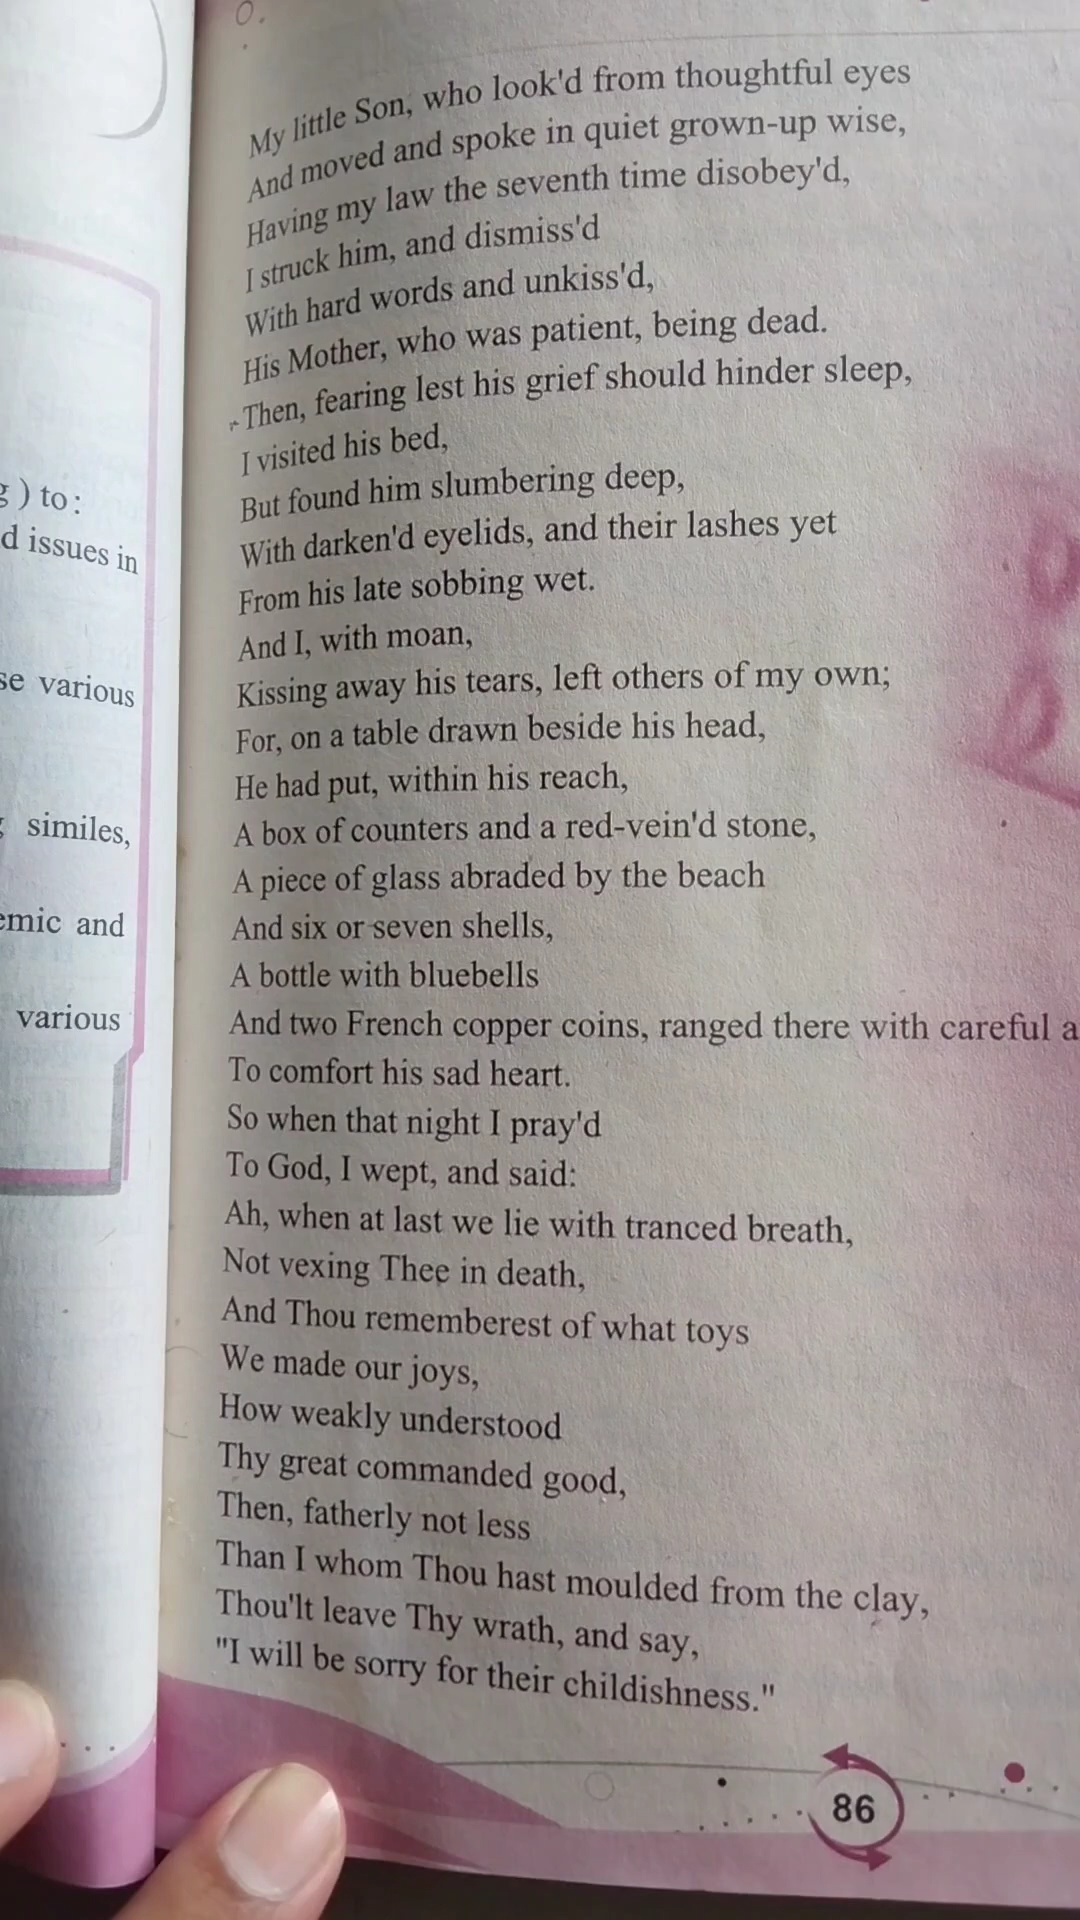 g ) to:
d issues in
se various
similes,
emic and
various
My little Son, who look'd from thoughtful eyes
And moved and spoke in quiet grown-up wise,
Having my law the seventh time disobey'd,
I struck him, and dismiss'd
With hard words and unkiss'd,
His Mother, who was patient, being dead.
Then, fearing lest his grief should hinder sleep,
I visited his bed,
But found him slumbering deep,
With darken'd eyelids, and their lashes yet
From his late sobbing wet.
And I, with moan,
Kissing away his tears, left others of my own;
For, on a table drawn beside his head,
He had put, within his reach,
A box of counters and a red-vein'd stone,
A piece of glass abraded by the beach
And six or seven shells,
A bottle with bluebells
And two French copper coins, ranged there with careful a
To comfort his sad heart.
So when that night I pray'd
To God, I wept, and said:
Ah, when at last we lie with tranced breath,
Not vexing Thee in death,
And Thou rememberest of what toys
We made our joys,
How weakly understood
Thy great commanded good,
Then, fatherly not less
Than I whom Thou hast moulded from the clay,
Thou'lt leave Thy wrath, and say,
"I will be sorry for their childishness."
86